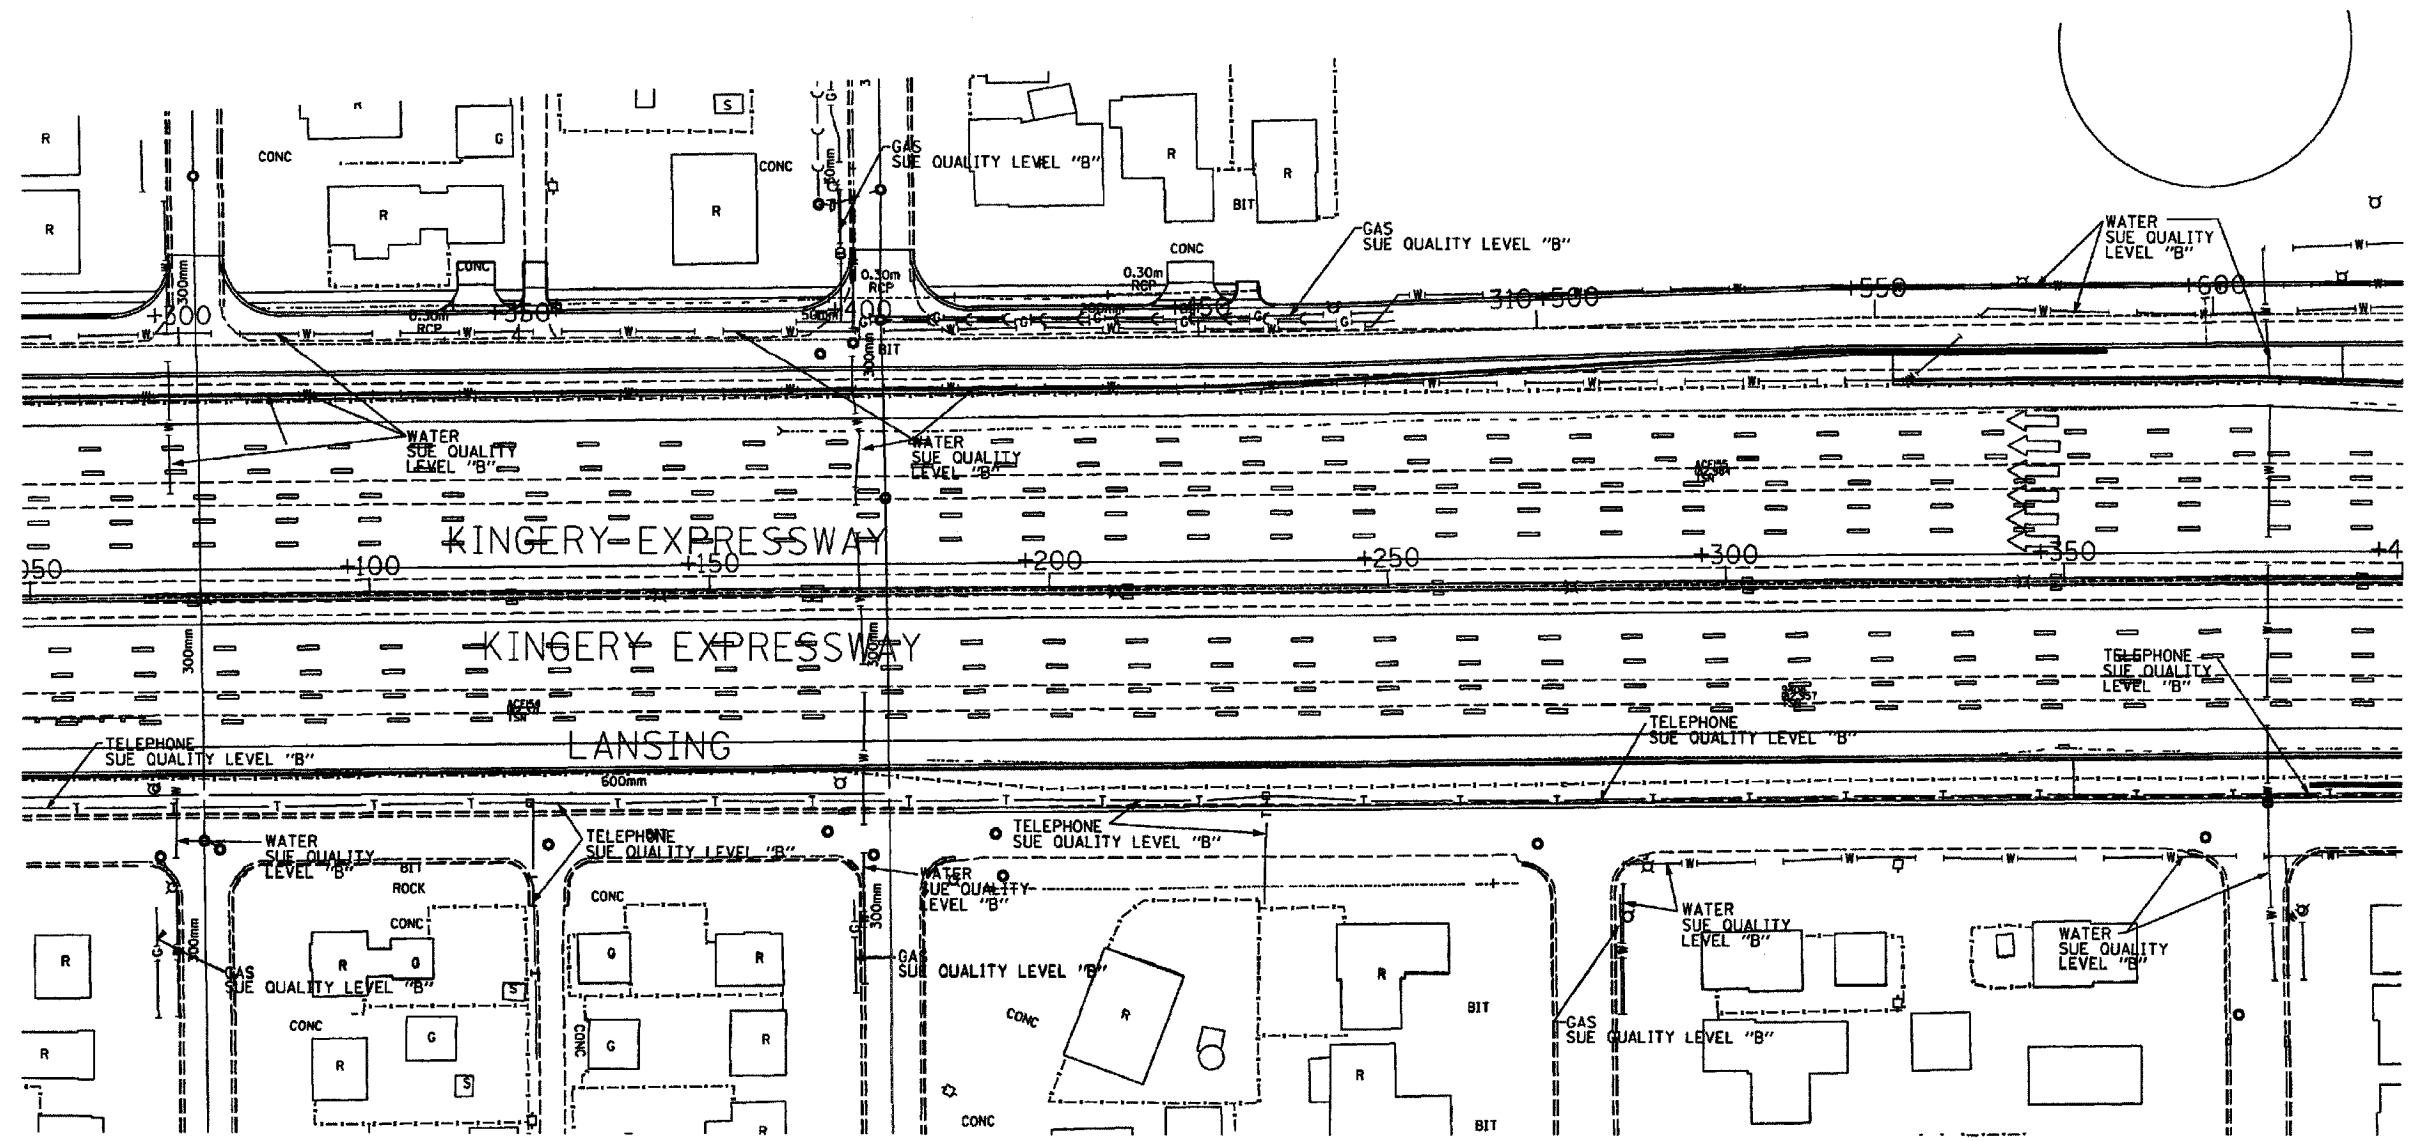 R
G
S
CONC
R
R
R
CONC
R
R
R
GAS
SUE QUALITY LEVEL "B"
BIT
CONC
CONC
GAS
SUE QUALITY LEVEL "B"
WATER
SUE QUALITY
LEVEL "B"
300mm
0.30m
RCP
0.30m
RCP
0.30m
RCP
+300
+350
+400
+450
310+500
+550
+600
BIT
300mm
WATER
SUE QUALITY
LEVEL "B"
WATER
SUE QUALITY
LEVEL "B"
KINGERY EXPRESSWAY
050
+100
+150
+200
+250
+300
+350
+4
KINGERY EXPRESSWAY
300mm
300mm
TELEPHONE
SUE QUALITY
LEVEL "B"
LANSING
TELEPHONE
SUE QUALITY LEVEL "B"
TELEPHONE
SUE QUALITY LEVEL "B"
600mm
WATER
SUE QUALITY
LEVEL "B"
TELEPHONE
SUE QUALITY LEVEL "B"
TELEPHONE
SUE QUALITY LEVEL "B"
BIT
ROCK
CONC
CONC
WATER
SUE QUALITY
LEVEL "B"
300mm
300mm
WATER
SUE QUALITY
LEVEL "B"
WATER
SUE QUALITY
LEVEL "B"
R
R
G
G
R
R
GAS
SUE QUALITY LEVEL "B"
S
GAS
SUE QUALITY LEVEL "B"
CONC
CONC
CONC
R
BIT
GAS
SUE QUALITY LEVEL "B"
R
R
G
G
R
S
R
CONC
BIT
R